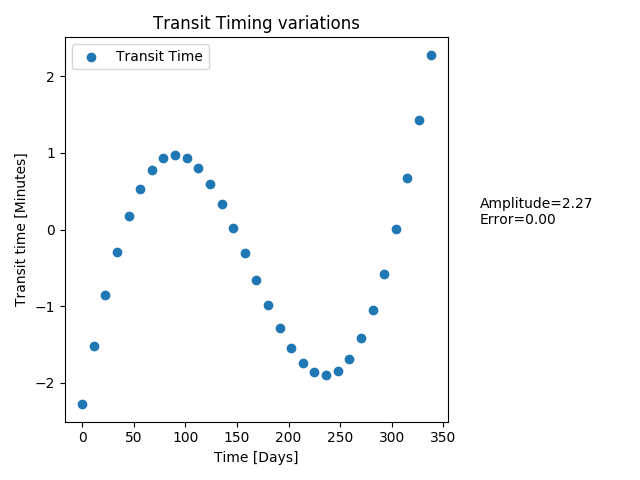 Transit Timing variations
Transit Time
Transit time [Minutes]
2
1
0
−1
−2
0 50 100 150 200 250 300 350
Time [Days]
Amplitude=2.27
Error=0.00